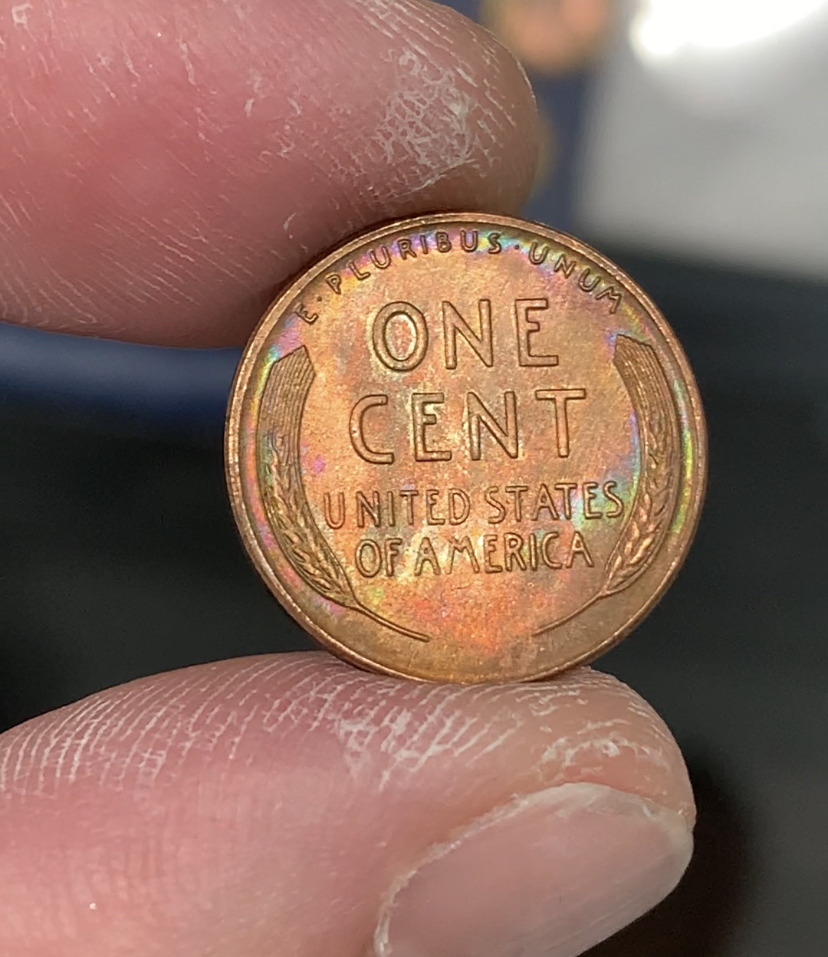 E·PLURIBUS·UNUM
ONE
CENT
UNITED STATES
OF AMERICA